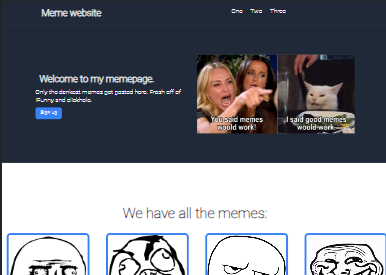 Meme website
One Two Three
Welcome to my memepage.
Only the dankest memes get posted here. Fresh off of
iFunny and slickhole.
Sign up
You said memes
would work!
I said good memes
would work
We have all the memes: